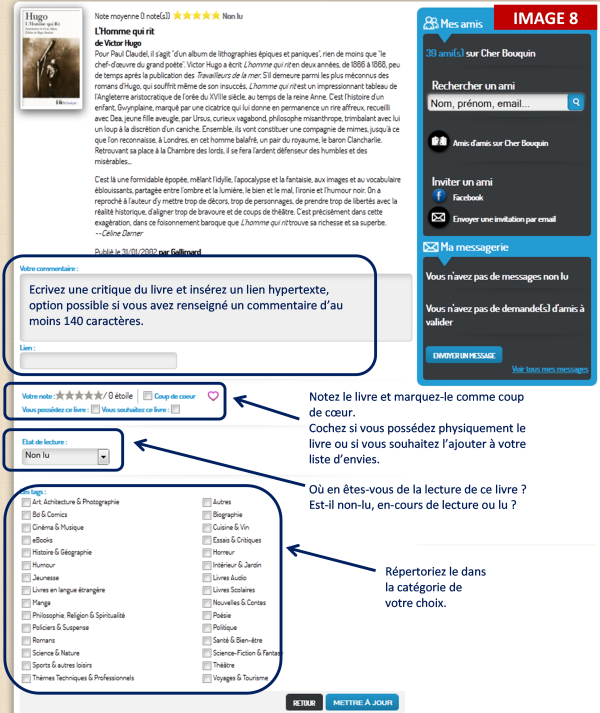 Hugo
L'Homme qui rit
Note moyenne (1 note(s)) Non lu
L'Homme qui rit
de Victor Hugo
Pour Paul Claudel, il s'agit "d'un album de lithographies épiques et paniques", rien de moins que "le
chef-d'œuvre du grand poète". Victor Hugo a écrit L'Homme qui rit en deux années, de 1866 à 1868, peu
de temps après la publication des Travailleurs de la mer. S'il demeure parmi les plus méconnus des
romans d'Hugo, qui souffrit même de son insuccès, L'Homme qui rit est un impressionnant tableau de
l'Angleterre aristocratique de l'orée du XVIIIe siècle, au temps de la reine Anne. C'est l'histoire d'un
enfant, Gwynplaine, marqué par une cicatrice qui lui donne en permanence un rire affreux, recueilli
avec Dea, jeune fille aveugle, par Ursus, curieux vagabond, philosophe misanthrope, trimbalant avec lui
un loup à la discrétion d'un caniche. Ensemble, ils vont constituer une compagnie de mimes, jusqu'à ce
que l'on reconnaisse, à Londres, en cet homme balafré, un pair du royaume, le baron Clancharlie.
Retrouvant sa place à la Chambre des lords, il se fera l'ardent défenseur des humbles et des
misérables...
C'est là une formidable épopée, mêlant l'idylle, l'apocalypse et la fantaisie, aux images et au vocabulaire
éblouissants, partagée entre l'ombre et la lumière, le bien et le mal, l'ironie et l'humour noir. On a
reproché à l'auteur d'y mettre trop de décors, trop de personnages, de prendre trop de libertés avec la
réalité historique, d'aligner trop de bravoure et de coups de théâtre. C'est précisément dans cette
exagération, dans ce foisonnement baroque que L'homme qui rit trouve sa richesse et sa superbe.
--Céline Darner
Publié le 31/01/2002 par Gallimard
IMAGE 8
Mes amis
39 ami(s) sur Cher Bouquin
Rechercher un ami
Nom, prénom, email...
Amis d'amis sur Cher Bouquin
Inviter un ami
Facebook
Envoyer une invitation par email
Ma messagerie
Vous n'avez pas de messages non lu
Vous n'avez pas de demande(s) d'amis à
valider
ENVOYER UN MESSAGE
Voir tous mes messages
Votre commentaire :
Ecrivez une critique du livre et insérez un lien hypertexte,
option possible si vous avez renseigné un commentaire d'au
moins 140 caractères.
Lien :
Votre note : / 0 étoile Coup de coeur
Vous possédez ce livre : Vous souhaitez ce livre :
Notez le livre et marquez-le comme coup
de cœur.
Cochez si vous possédez physiquement le
livre ou si vous souhaitez l'ajouter à votre
liste d'envies.
Etat de lecture :
Non lu
Où en êtes-vous de la lecture de ce livre ?
Est-il non-lu, en-cours de lecture ou lu ?
Les tags :
Art, Achitecture & Photographie
Bd & Comics
Cinéma & Musique
eBooks
Histoire & Géographie
Humour
Jeunesse
Livres en langue étrangère
Manga
Philosophie, Religion & Spiritualité
Policiers & Suspense
Romans
Science & Nature
Sports & autres loisirs
Thèmes Techniques & Professionnels
Autres
Biographie
Cuisine & Vin
Essais & Critiques
Horreur
Intérieur & Jardin
Livres Audio
Livres Scolaires
Nouvelles & Contes
Poésie
Politique
Santé & Bien-être
Science-Fiction & Fantasy
Théâtre
Voyages & Tourisme
Répertoriez le dans
la catégorie de
votre choix.
RETOUR
METTRE À JOUR